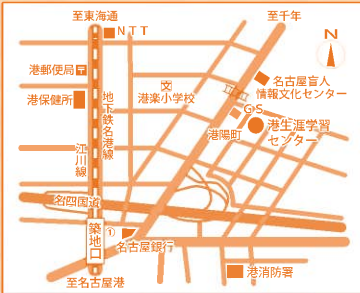 至東海通
NTT
至千年
N
港郵便局
名古屋盲人
情報文化センター
港保健所
港楽小学校
GS
地下鉄名港線
港陽町
港生涯学習
センター
江川線
名四国道
築地口
①
名古屋銀行
港消防署
至名古屋港